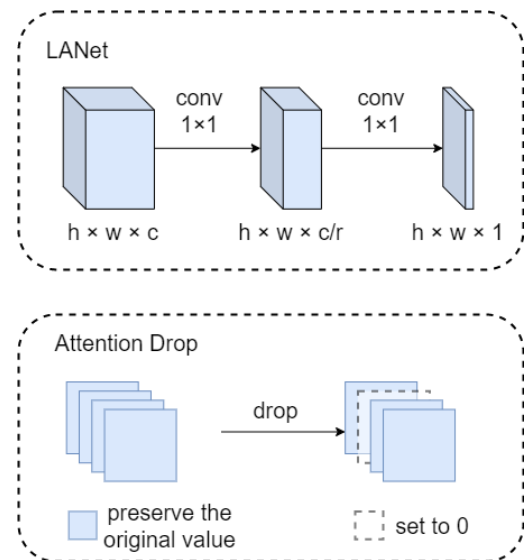 LANet
conv
1×1
conv
1×1
h × w × c
h × w × c/r
h × w × 1
Attention Drop
drop
preserve the
original value
set to 0